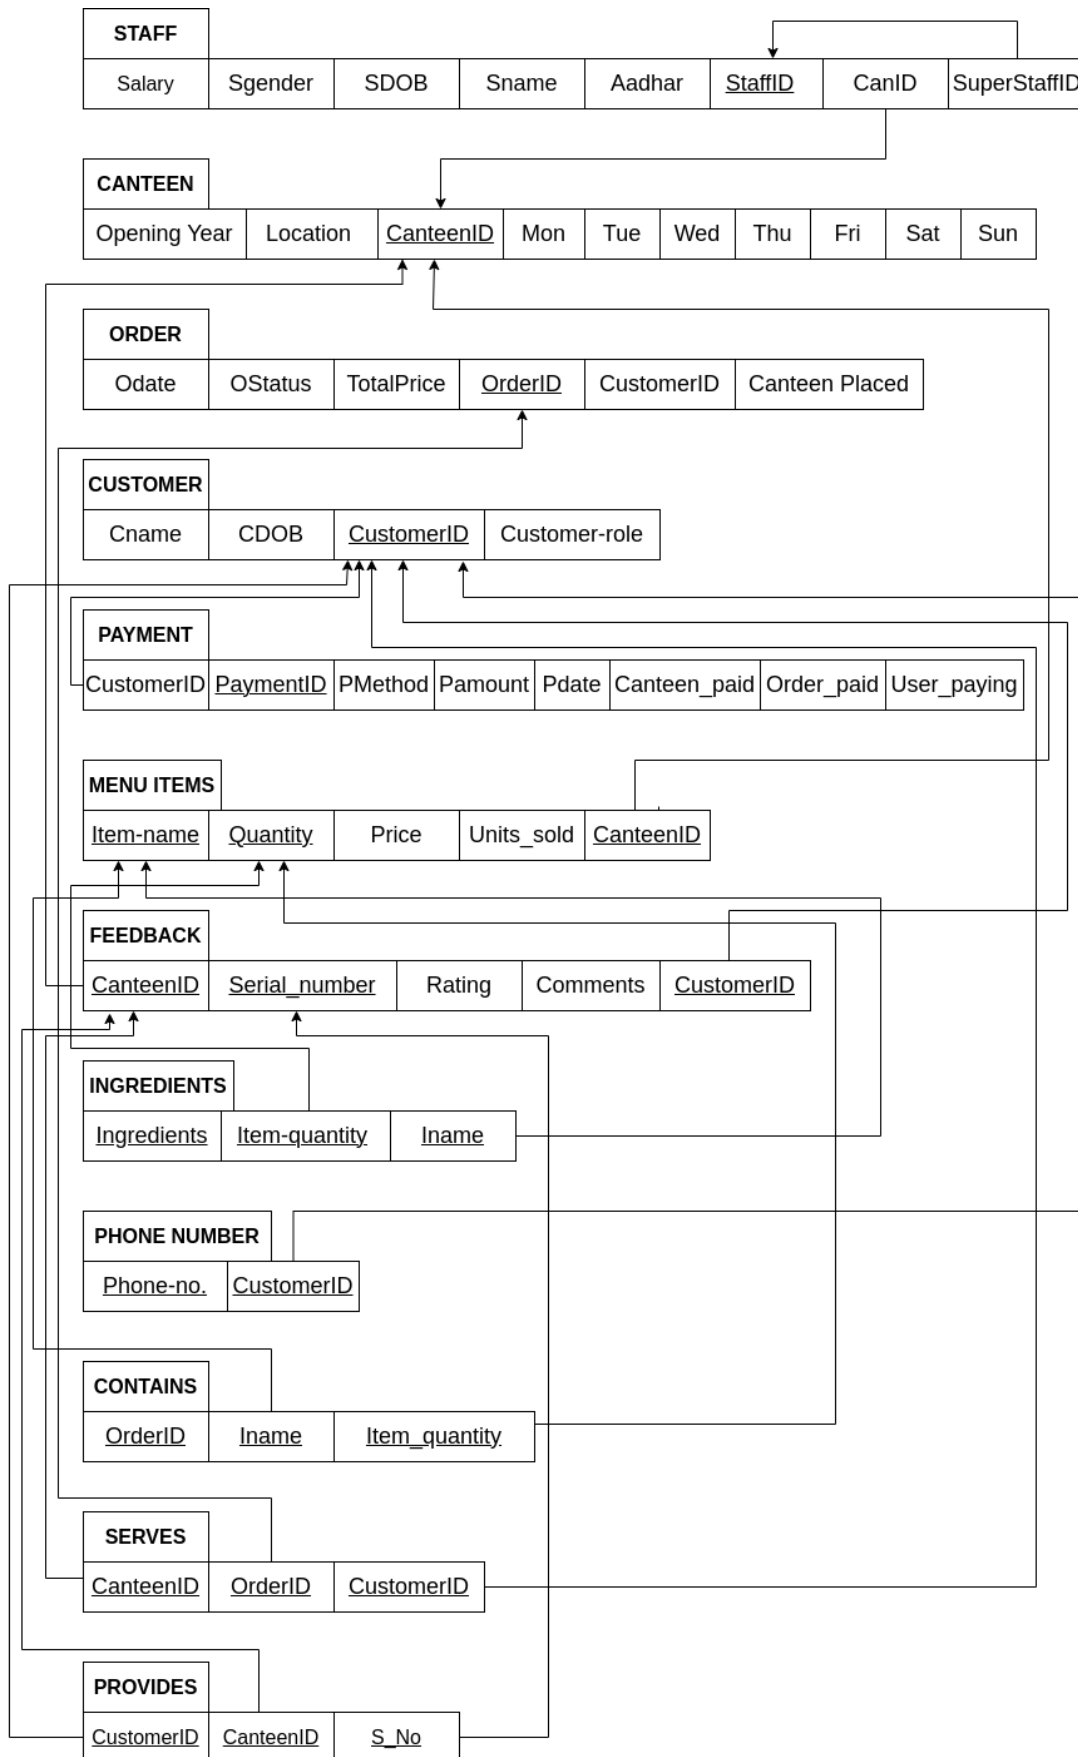 STAFF
Salary Sgender SDOB Sname Aadhar StaffID CanID SuperStaffID
CANTEEN
Opening Year Location CanteenID Mon Tue Wed Thu Fri Sat Sun
ORDER
Odate OStatus TotalPrice OrderID CustomerID Canteen Placed
CUSTOMER
Cname CDOB CustomerID Customer-role
PAYMENT
CustomerID PaymentID PMethod Pamount Pdate Canteen_paid Order_paid User_paying
MENU ITEMS
Item-name Quantity Price Units_sold CanteenID
FEEDBACK
CanteenID Serial_number Rating Comments CustomerID
INGREDIENTS
Ingredients Item-quantity Iname
PHONE NUMBER
Phone-no. CustomerID
CONTAINS
OrderID Iname Item_quantity
SERVES
CanteenID OrderID CustomerID
PROVIDES
CustomerID CanteenID S_No